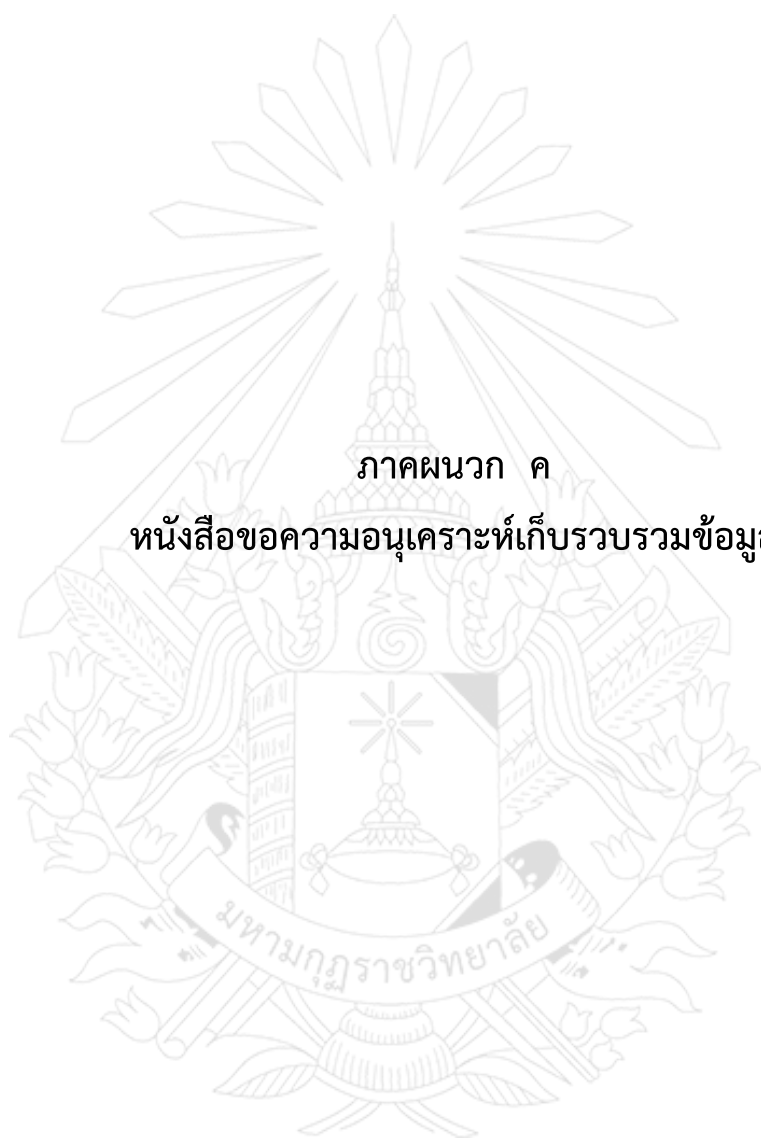 ภาคผนวก ค
หนังสือขอความอนุเคราะห์เก็บรวบรวมข้อมูล
มหามกุฏราชวิทยาลัย